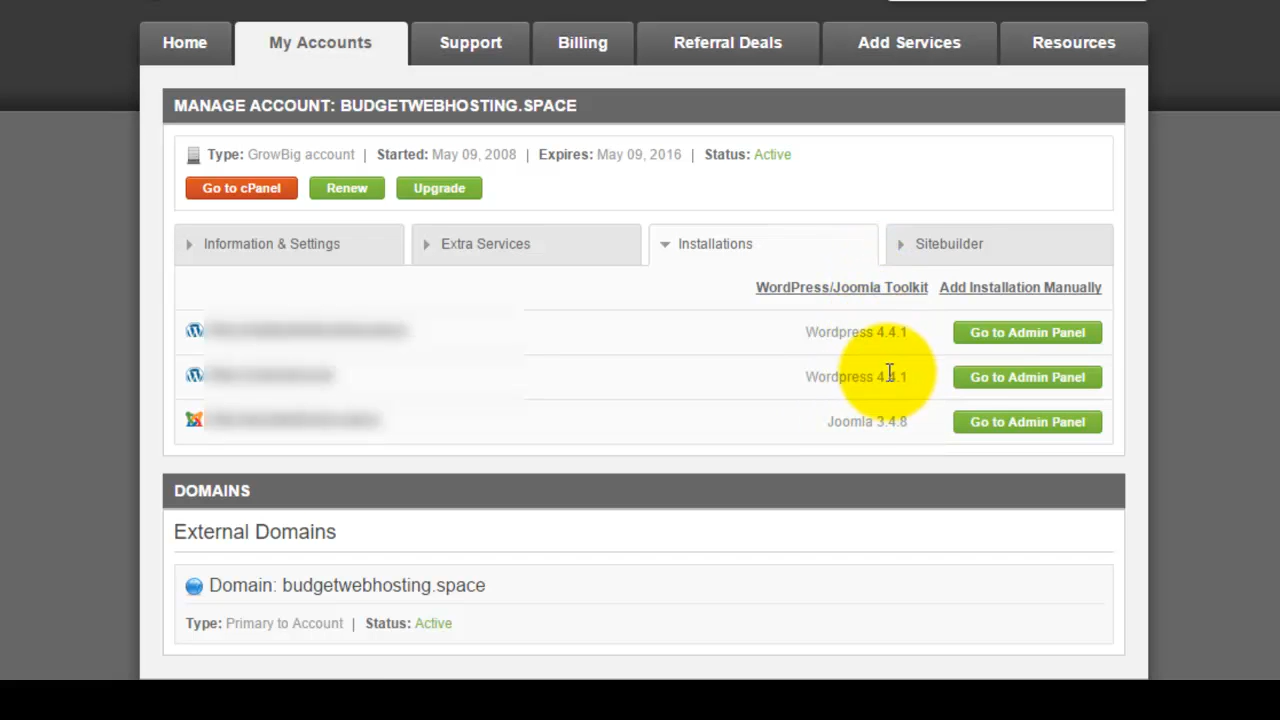 Home My Accounts Support Billing Referral Deals Add Services Resources
MANAGE ACCOUNT: BUDGETWEBHOSTING.SPACE
Type: GrowBig account | Started: May 09, 2008 | Expires: May 09, 2016 | Status: Active
Go to cPanel Renew Upgrade
Information & Settings Extra Services Installations Sitebuilder
WordPress/Joomla Toolkit Add Installation Manually
Wordpress 4.4.1 Go to Admin Panel
Wordpress 4.4.1 Go to Admin Panel
Joomla 3.4.8 Go to Admin Panel
DOMAINS
External Domains
Domain: budgetwebhosting.space
Type: Primary to Account | Status: Active